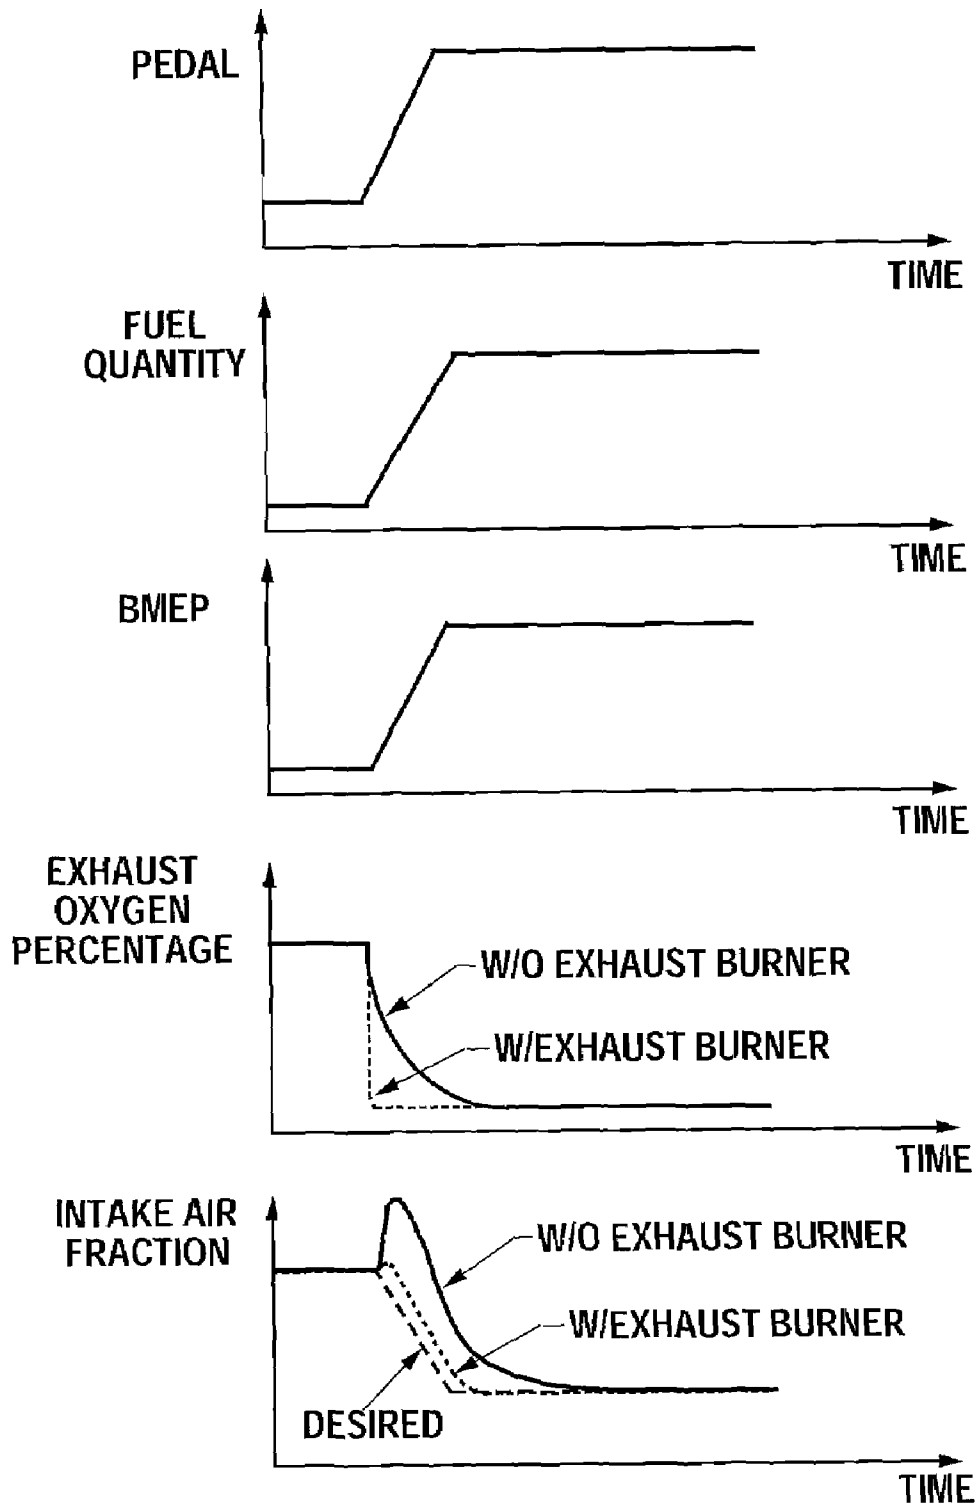 PEDAL
TIME
FUEL
QUANTITY
TIME
BMEP
TIME
EXHAUST
OXYGEN
PERCENTAGE
W/O EXHAUST BURNER
W/EXHAUST BURNER
TIME
INTAKE AIR
FRACTION
W/O EXHAUST BURNER
W/EXHAUST BURNER
DESIRED
TIME